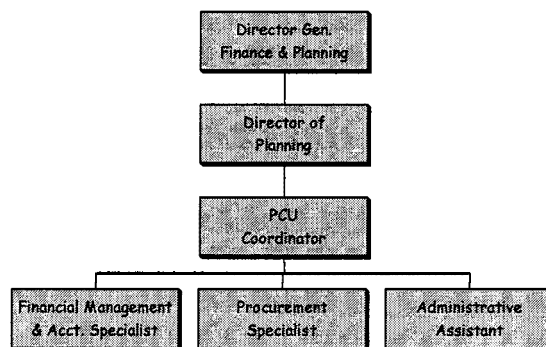 Director Gen.
Finance & Planning
Director of
Planning
PCU
Coordinator
Financial Management
& Acct. Specialist
Procurement
Specialist
Administrative
Assistant